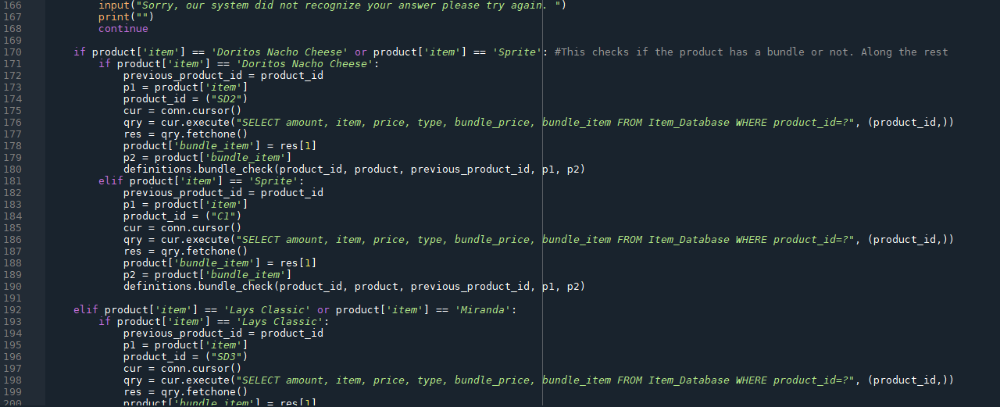 166 input("Sorry, our system did not recognize your answer please try again. ")
167 print("")
168 continue
169
170 if product['item'] == 'Doritos Nacho Cheese' or product['item'] == 'Sprite': #This checks if the product has a bundle or not. Along the rest
171 if product['item'] == 'Doritos Nacho Cheese':
172 previous_product_id = product_id
173 p1 = product['item']
174 product_id = ("SD2")
175 cur = conn.cursor()
176 qry = cur.execute("SELECT amount, item, price, type, bundle_price, bundle_item FROM Item_Database WHERE product_id=?", (product_id,))
177 res = qry.fetchone()
178 product['bundle_item'] = res[1]
179 p2 = product['bundle_item']
180 definitions.bundle_check(product_id, product, previous_product_id, p1, p2)
181 elif product['item'] == 'Sprite':
182 previous_product_id = product_id
183 p1 = product['item']
184 product_id = ("C1")
185 cur = conn.cursor()
186 qry = cur.execute("SELECT amount, item, price, type, bundle_price, bundle_item FROM Item_Database WHERE product_id=?", (product_id,))
187 res = qry.fetchone()
188 product['bundle_item'] = res[1]
189 p2 = product['bundle_item']
190 definitions.bundle_check(product_id, product, previous_product_id, p1, p2)
191
192 elif product['item'] == 'Lays Classic' or product['item'] == 'Miranda':
193 if product['item'] == 'Lays Classic':
194 previous_product_id = product_id
195 p1 = product['item']
196 product_id = ("SD3")
197 cur = conn.cursor()
198 qry = cur.execute("SELECT amount, item, price, type, bundle_price, bundle_item FROM Item_Database WHERE product_id=?", (product_id,))
199 res = qry.fetchone()
200 product['bundle_item'] = res[1]